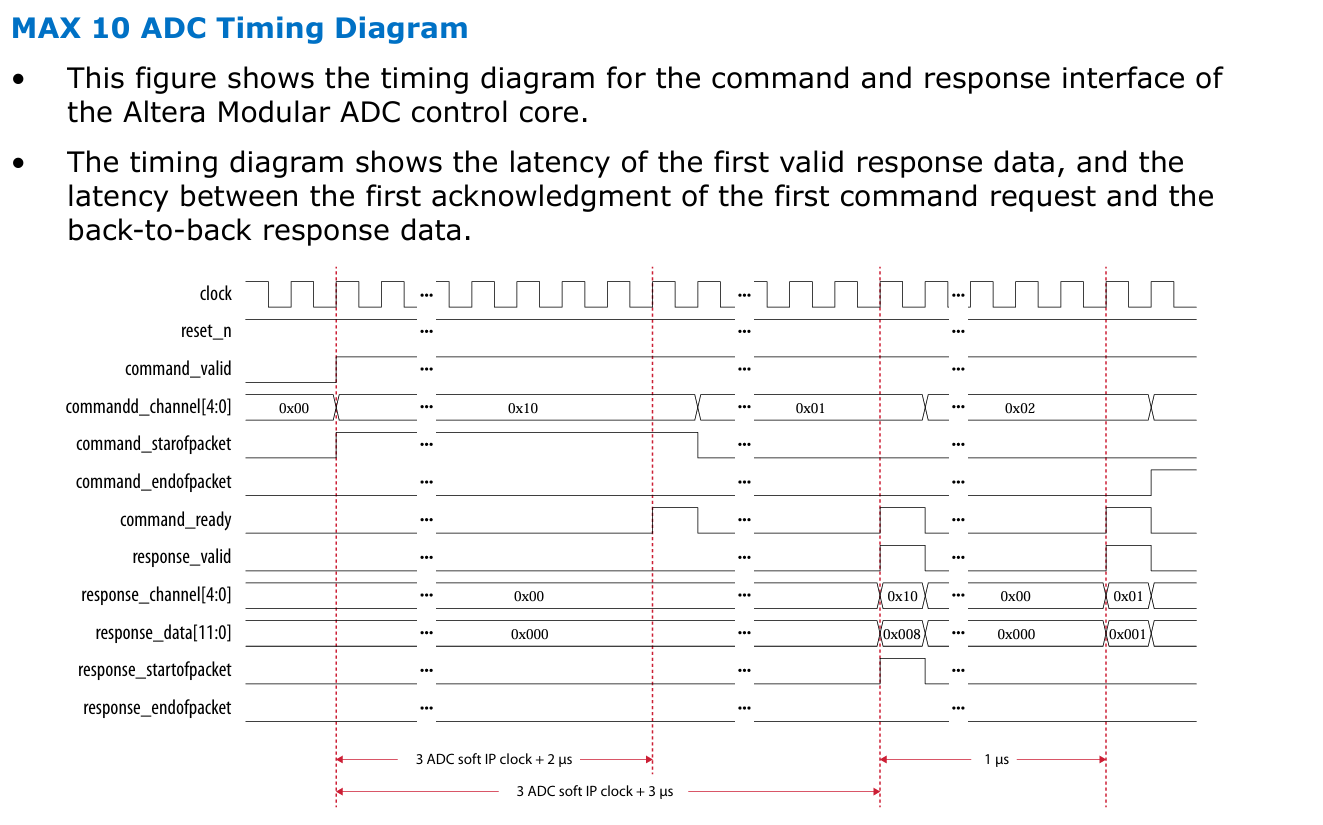 MAX 10 ADC Timing Diagram
• This figure shows the timing diagram for the command and response interface of
the Altera Modular ADC control core.
• The timing diagram shows the latency of the first valid response data, and the
latency between the first acknowledgment of the first command request and the
back-to-back response data.
clock ... ... ...
reset_n ... ... ...
command_valid ... ... ...
commandd_channel[4:0] 0x00 ... 0x10 ... 0x01 ... 0x02
command_starofpacket ... ... ...
command_endofpacket ... ... ...
command_ready ... ... ...
response_valid ... ... ...
response_channel[4:0] ... 0x00 ... 0x10 ... 0x00 0x01
response_data[11:0] ... 0x000 ... 0x008 ... 0x000 0x001
response_startofpacket ... ... ...
response_endofpacket ... ... ...
3 ADC soft IP clock + 2 µs 1 µs
3 ADC soft IP clock + 3 µs